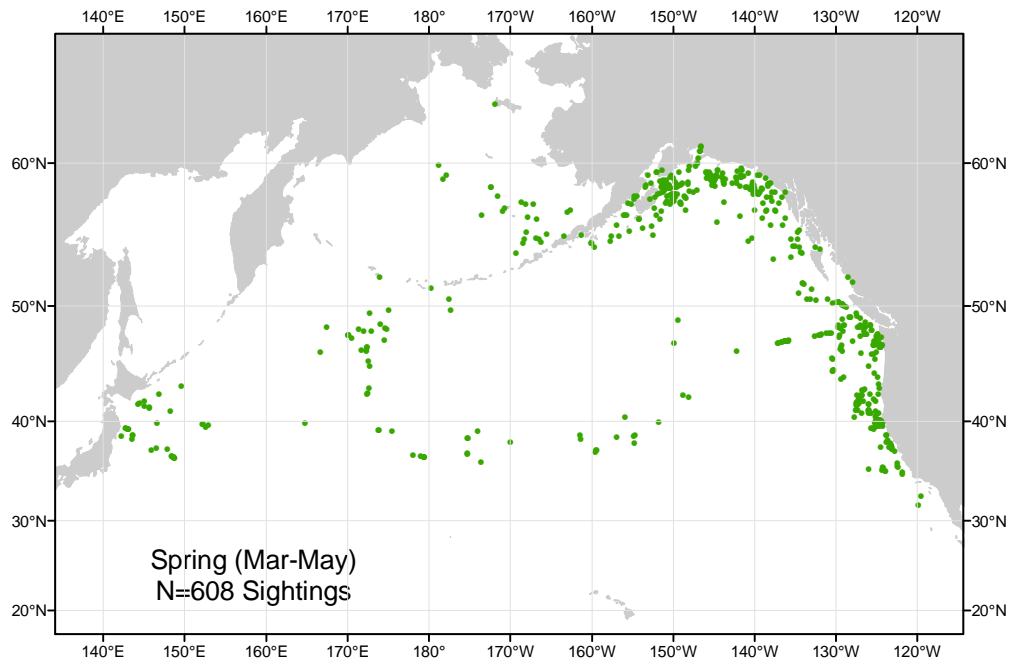 140°E 150°E 160°E 170°E 180° 170°W 160°W 150°W 140°W 130°W 120°W
60°N 60°N
50°N 50°N
40°N 40°N
30°N 30°N
Spring (Mar-May)
N=608 Sightings
20°N 20°N
140°E 150°E 160°E 170°E 180° 170°W 160°W 150°W 140°W 130°W 120°W